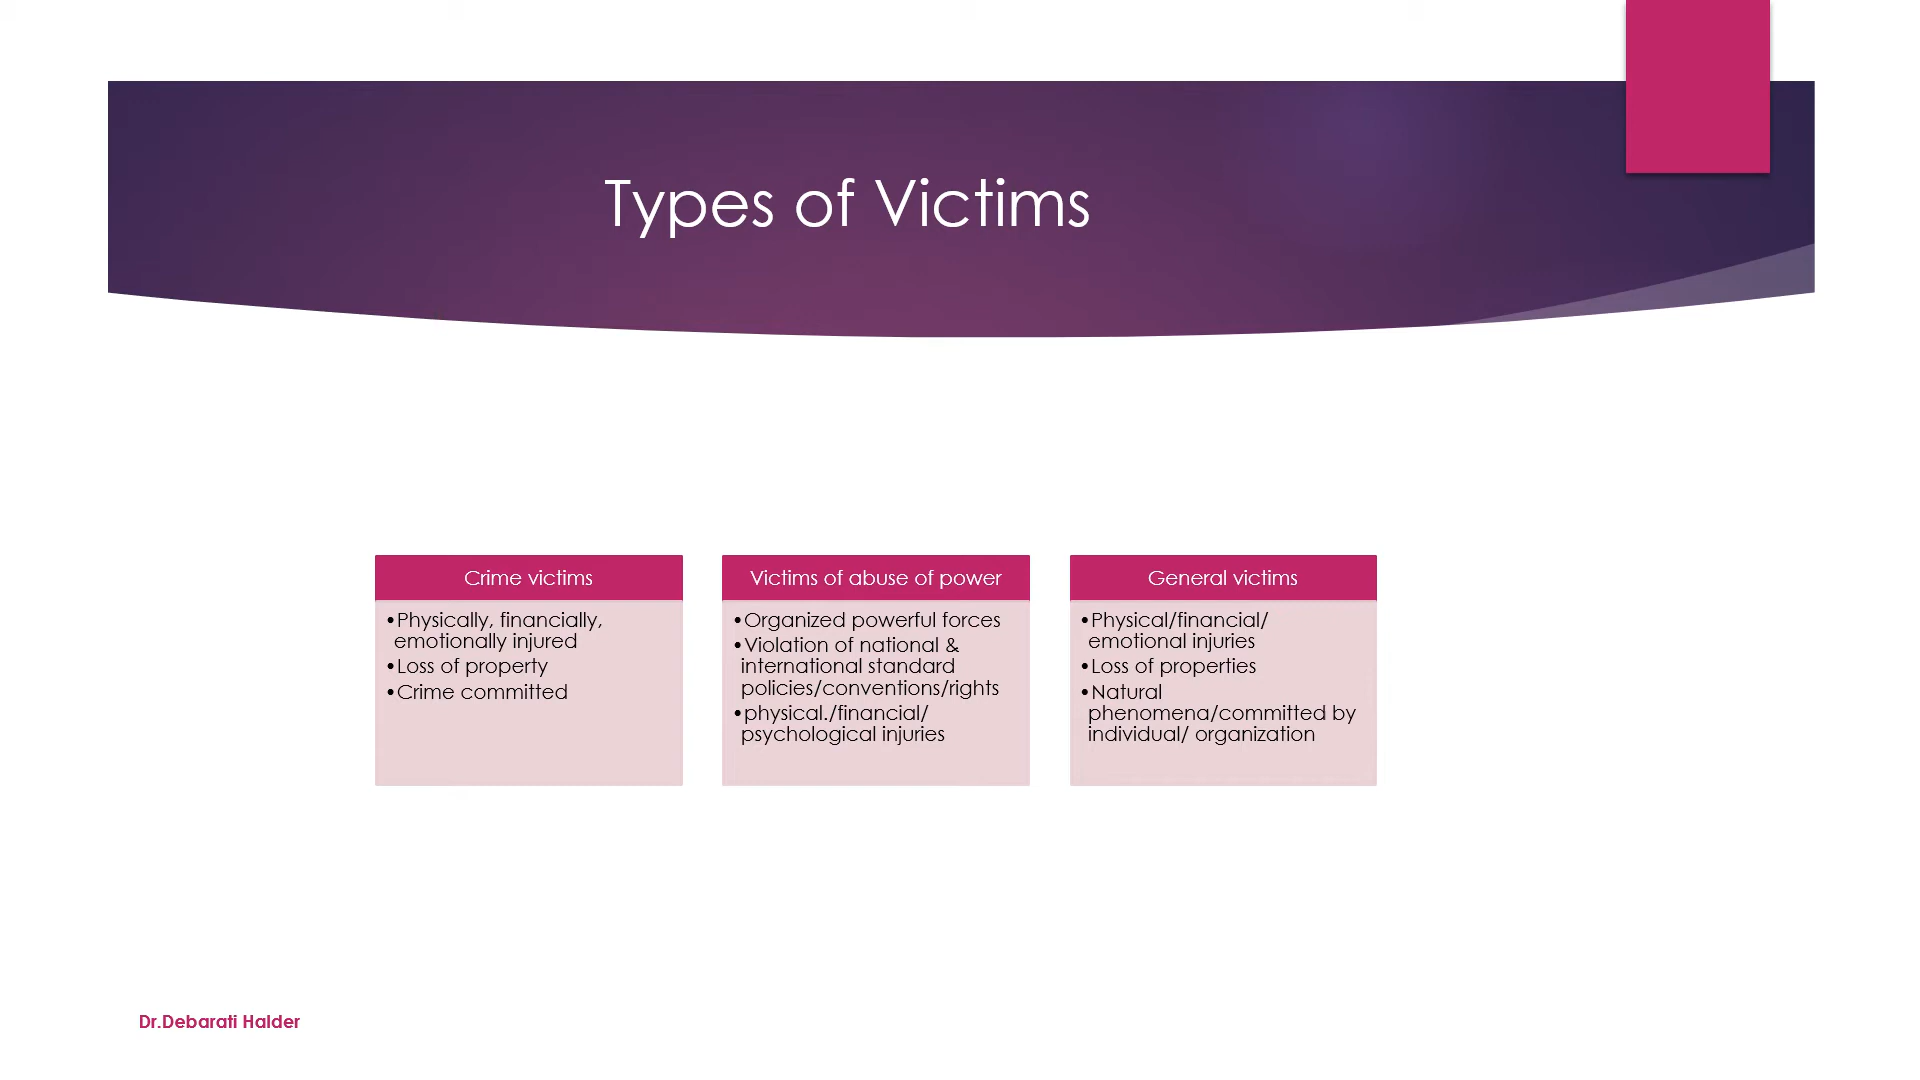 Types of Victims
Crime victims
•Physically, financially,
emotionally injured
•Loss of property
•Crime committed
Victims of abuse of power
•Organized powerful forces
•Violation of national &
international standard
policies/conventions/rights
•physical./financial/
psychological injuries
General victims
•Physical/financial/
emotional injuries
•Loss of properties
•Natural
phenomena/committed by
individual/ organization
Dr.Debarati Halder